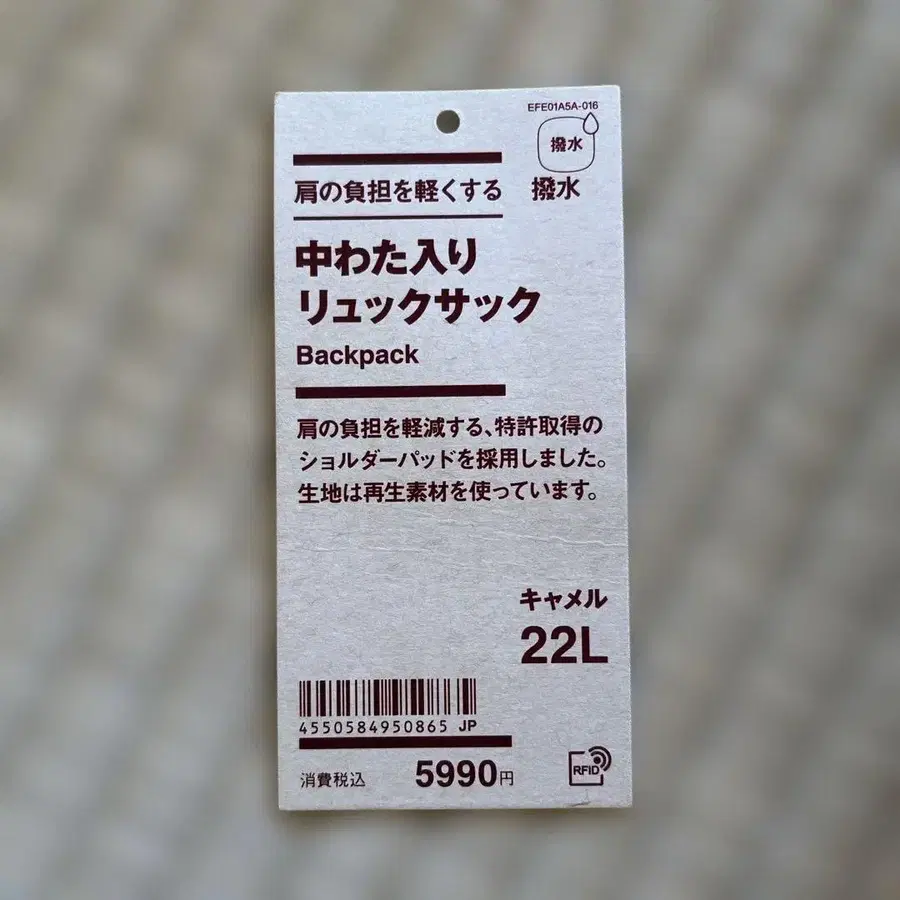 EFE01A5A-016
撥水
撥水
肩の負担を軽くする
中わた入り
リュックサック
Backpack
肩の負担を軽減する、特許取得の
ショルダーパッドを採用しました。
生地は再生素材を使っています。
キャメル
22L
4550584950865 JP
消費税込 5990円
RFID